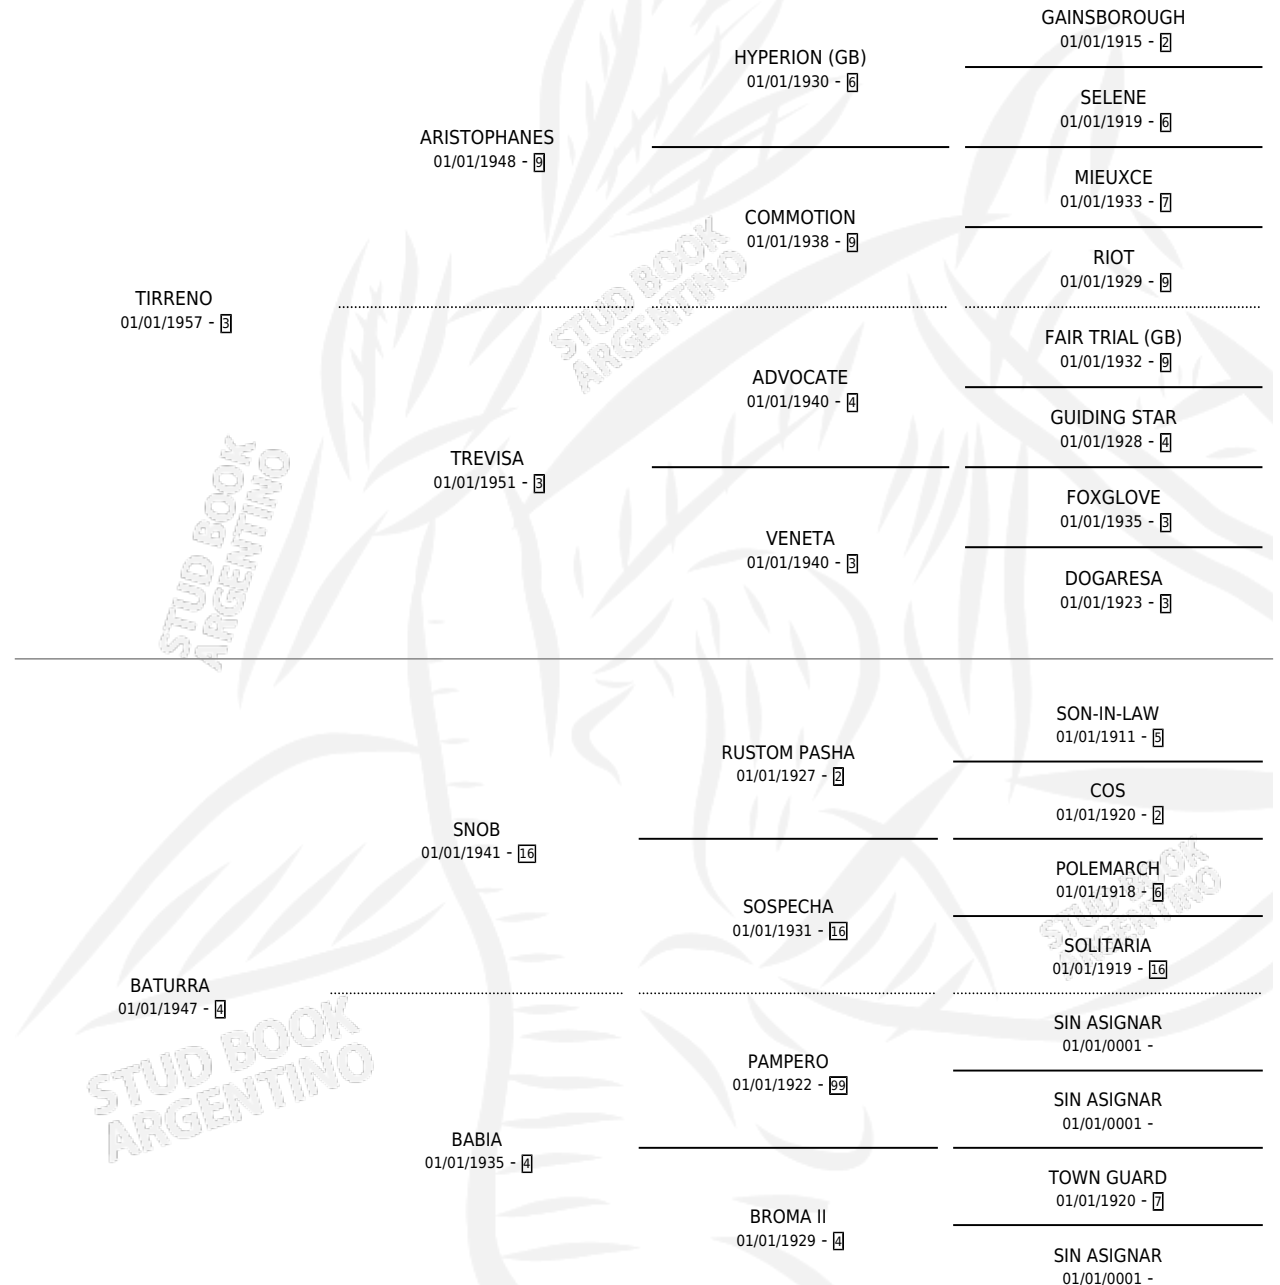 GAINSBOROUGH
01/01/1915 - 2
HYPERION (GB)
01/01/1930 - 6
SELENE
01/01/1919 - 6
ARISTOPHANES
01/01/1948 - 9
MIEUXCE
01/01/1933 - 7
COMMOTION
01/01/1938 - 9
RIOT
01/01/1929 - 9
TIRRENO
01/01/1957 - 3
FAIR TRIAL (GB)
01/01/1932 - 9
ADVOCATE
01/01/1940 - 4
GUIDING STAR
01/01/1928 - 4
TREVISA
01/01/1951 - 3
FOXGLOVE
01/01/1935 - 3
VENETA
01/01/1940 - 3
DOGARESA
01/01/1923 - 3
STUD BOOK
ARGENTINO
STUD BOOK
ARGENTINO
SON-IN-LAW
01/01/1911 - 5
RUSTOM PASHA
01/01/1927 - 2
COS
01/01/1920 - 2
SNOB
01/01/1941 - 16
POLEMARCH
01/01/1918 - 6
SOSPECHA
01/01/1931 - 16
SOLITARIA
01/01/1919 - 16
BATURRA
01/01/1947 - 4
SIN ASIGNAR
01/01/0001 -
PAMPERO
01/01/1922 - 99
SIN ASIGNAR
01/01/0001 -
BABIA
01/01/1935 - 4
TOWN GUARD
01/01/1920 - 7
BROMA II
01/01/1929 - 4
SIN ASIGNAR
01/01/0001 -
STUD BOOK
ARGENTINO
STUD BOOK
ARGENTINO